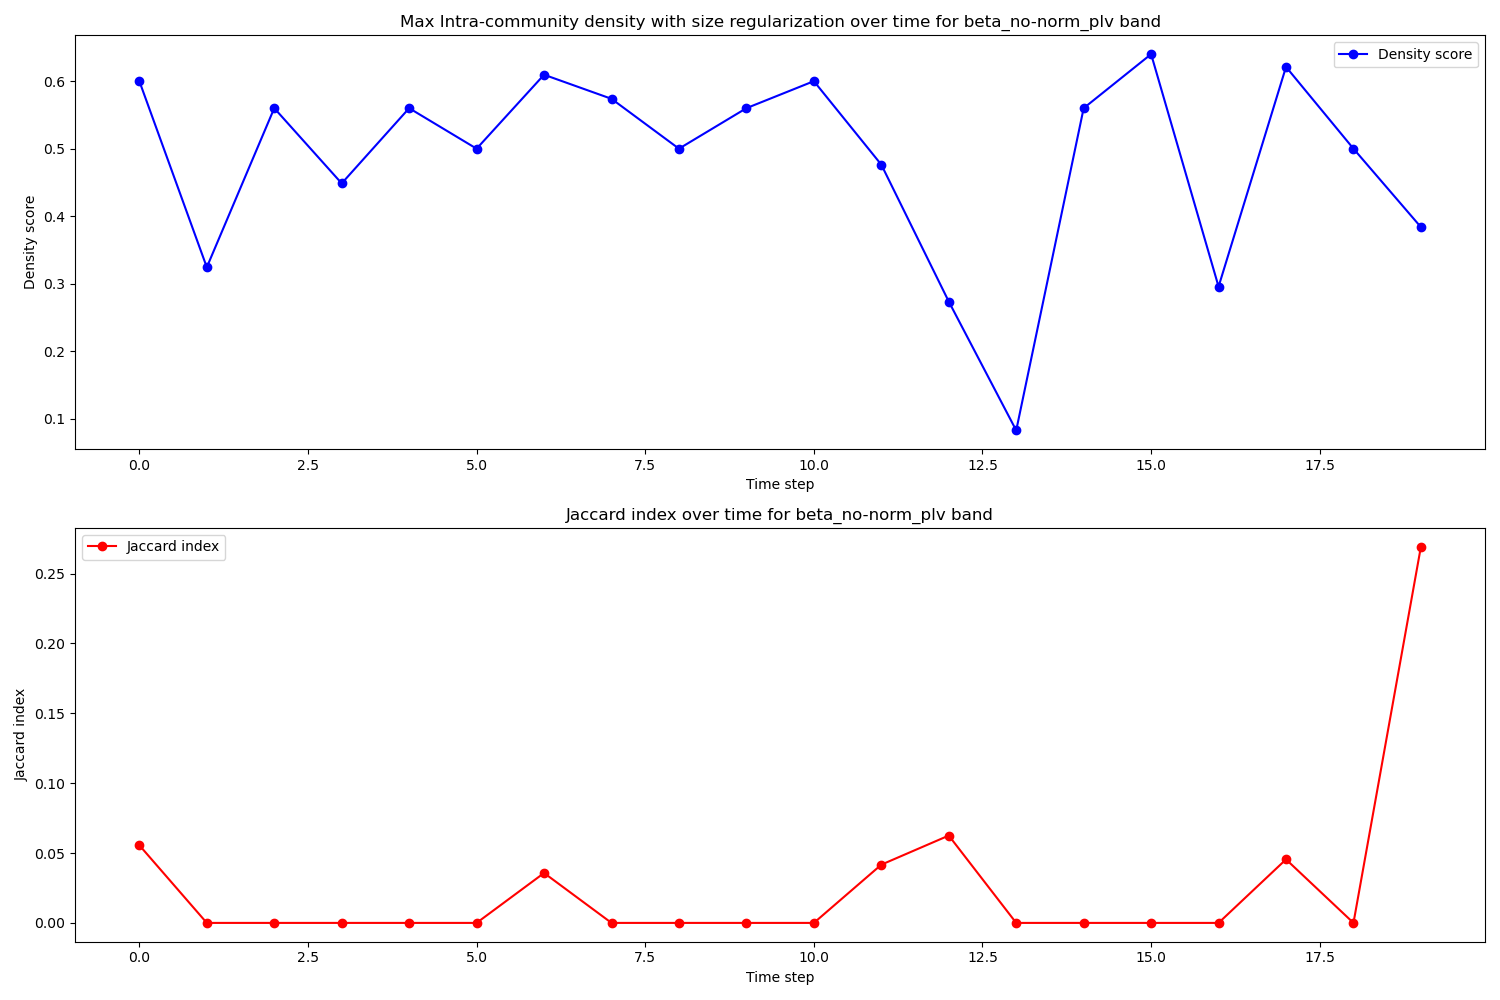 Max Intra-community density with size regularization over time for beta_no-norm_plv band
Density score
Density score
0.6
0.5
0.4
0.3
0.2
0.1
0.0 2.5 5.0 7.5 10.0 12.5 15.0 17.5
Time step
Jaccard index over time for beta_no-norm_plv band
Jaccard index
Jaccard index
0.25
0.20
0.15
0.10
0.05
0.00
0.0 2.5 5.0 7.5 10.0 12.5 15.0 17.5
Time step